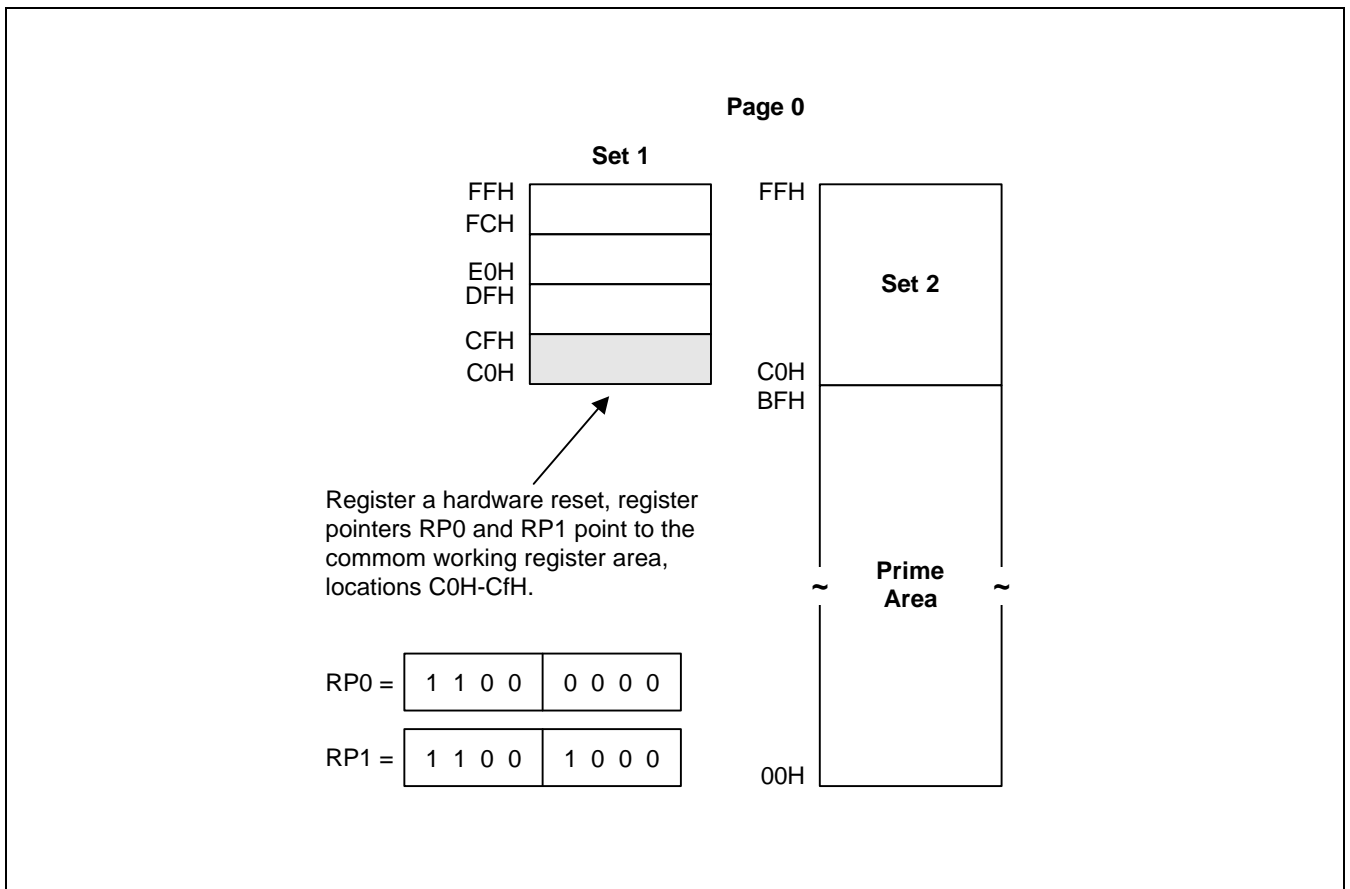 Page 0
Set 1
FFH
FCH
E0H
DFH
CFH
C0H
FFH
Set 2
C0H
BFH
Prime
Area
~ ~
00H
Register a hardware reset, register
pointers RP0 and RP1 point to the
commom working register area,
locations C0H-CfH.
RP0 = 1 1 0 0 0 0 0 0
RP1 = 1 1 0 0 1 0 0 0